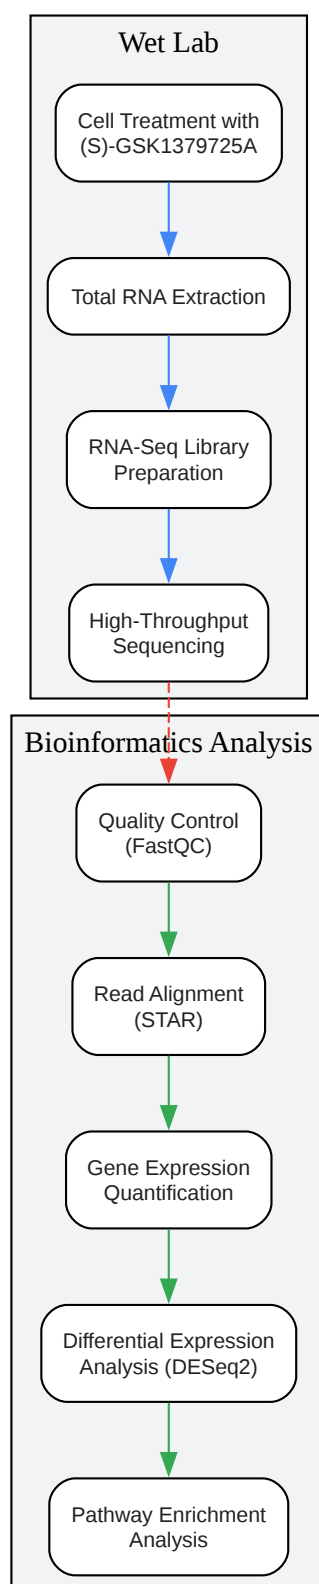 Wet Lab
Cell Treatment with
(S)-GSK1379725A
Total RNA Extraction
RNA-Seq Library
Preparation
High-Throughput
Sequencing
Bioinformatics Analysis
Quality Control
(FastQC)
Read Alignment
(STAR)
Gene Expression
Quantification
Differential Expression
Analysis (DESeq2)
Pathway Enrichment
Analysis